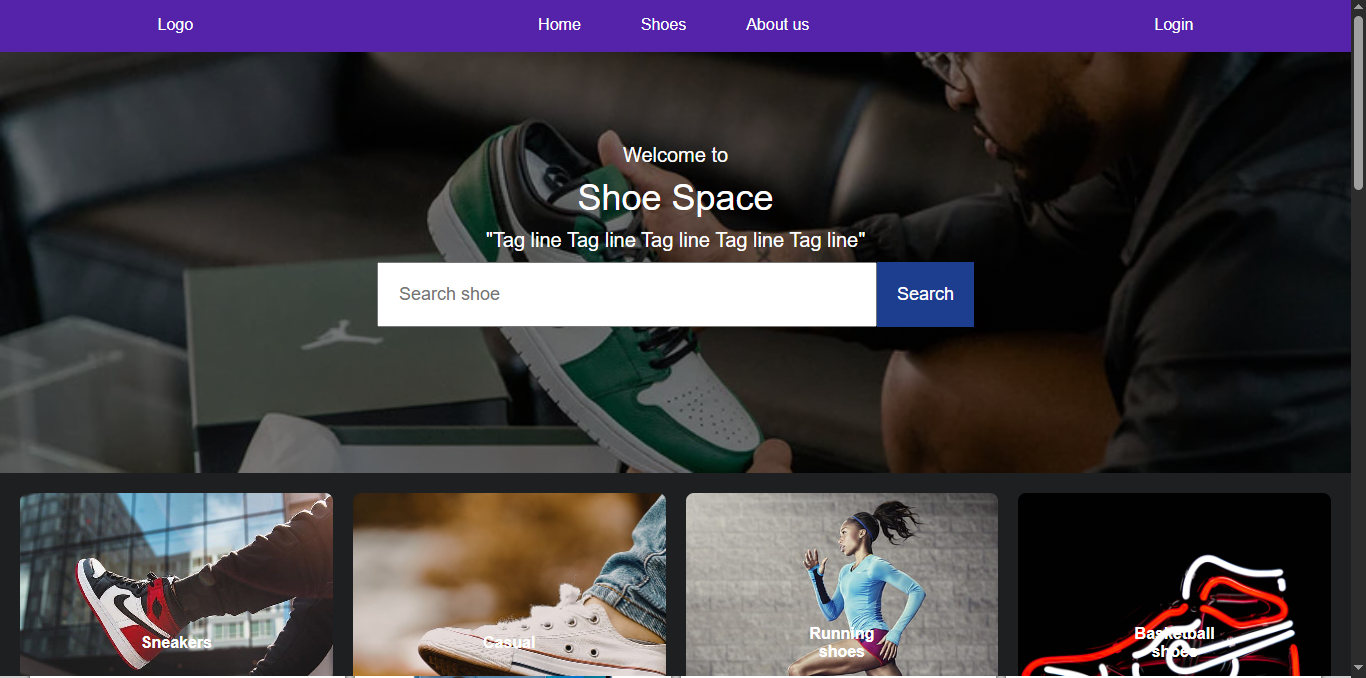 Logo
Home
Shoes
About us
Login
Welcome to
Shoe Space
"Tag line Tag line Tag line Tag line Tag line"
Search shoe
Search
Sneakers
Casual
Running
shoes
Basketball
shoes